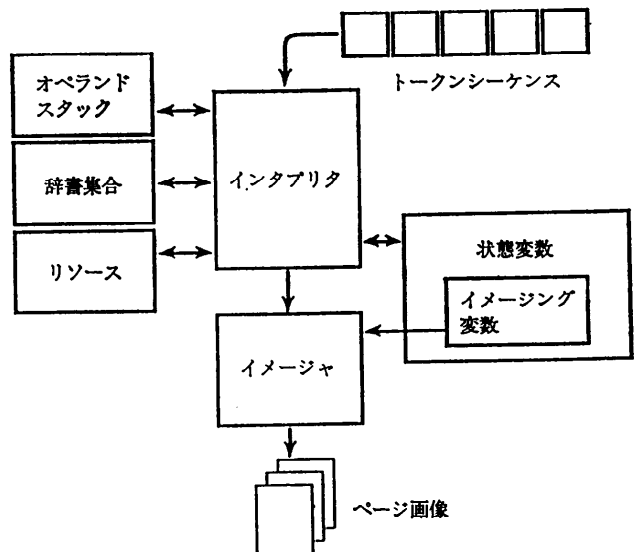 トークンシーケンス
オペランド
スタック
辞書集合
リソース
インタプリタ
状態変数
イメージング
変数
イメージャ
ページ画像